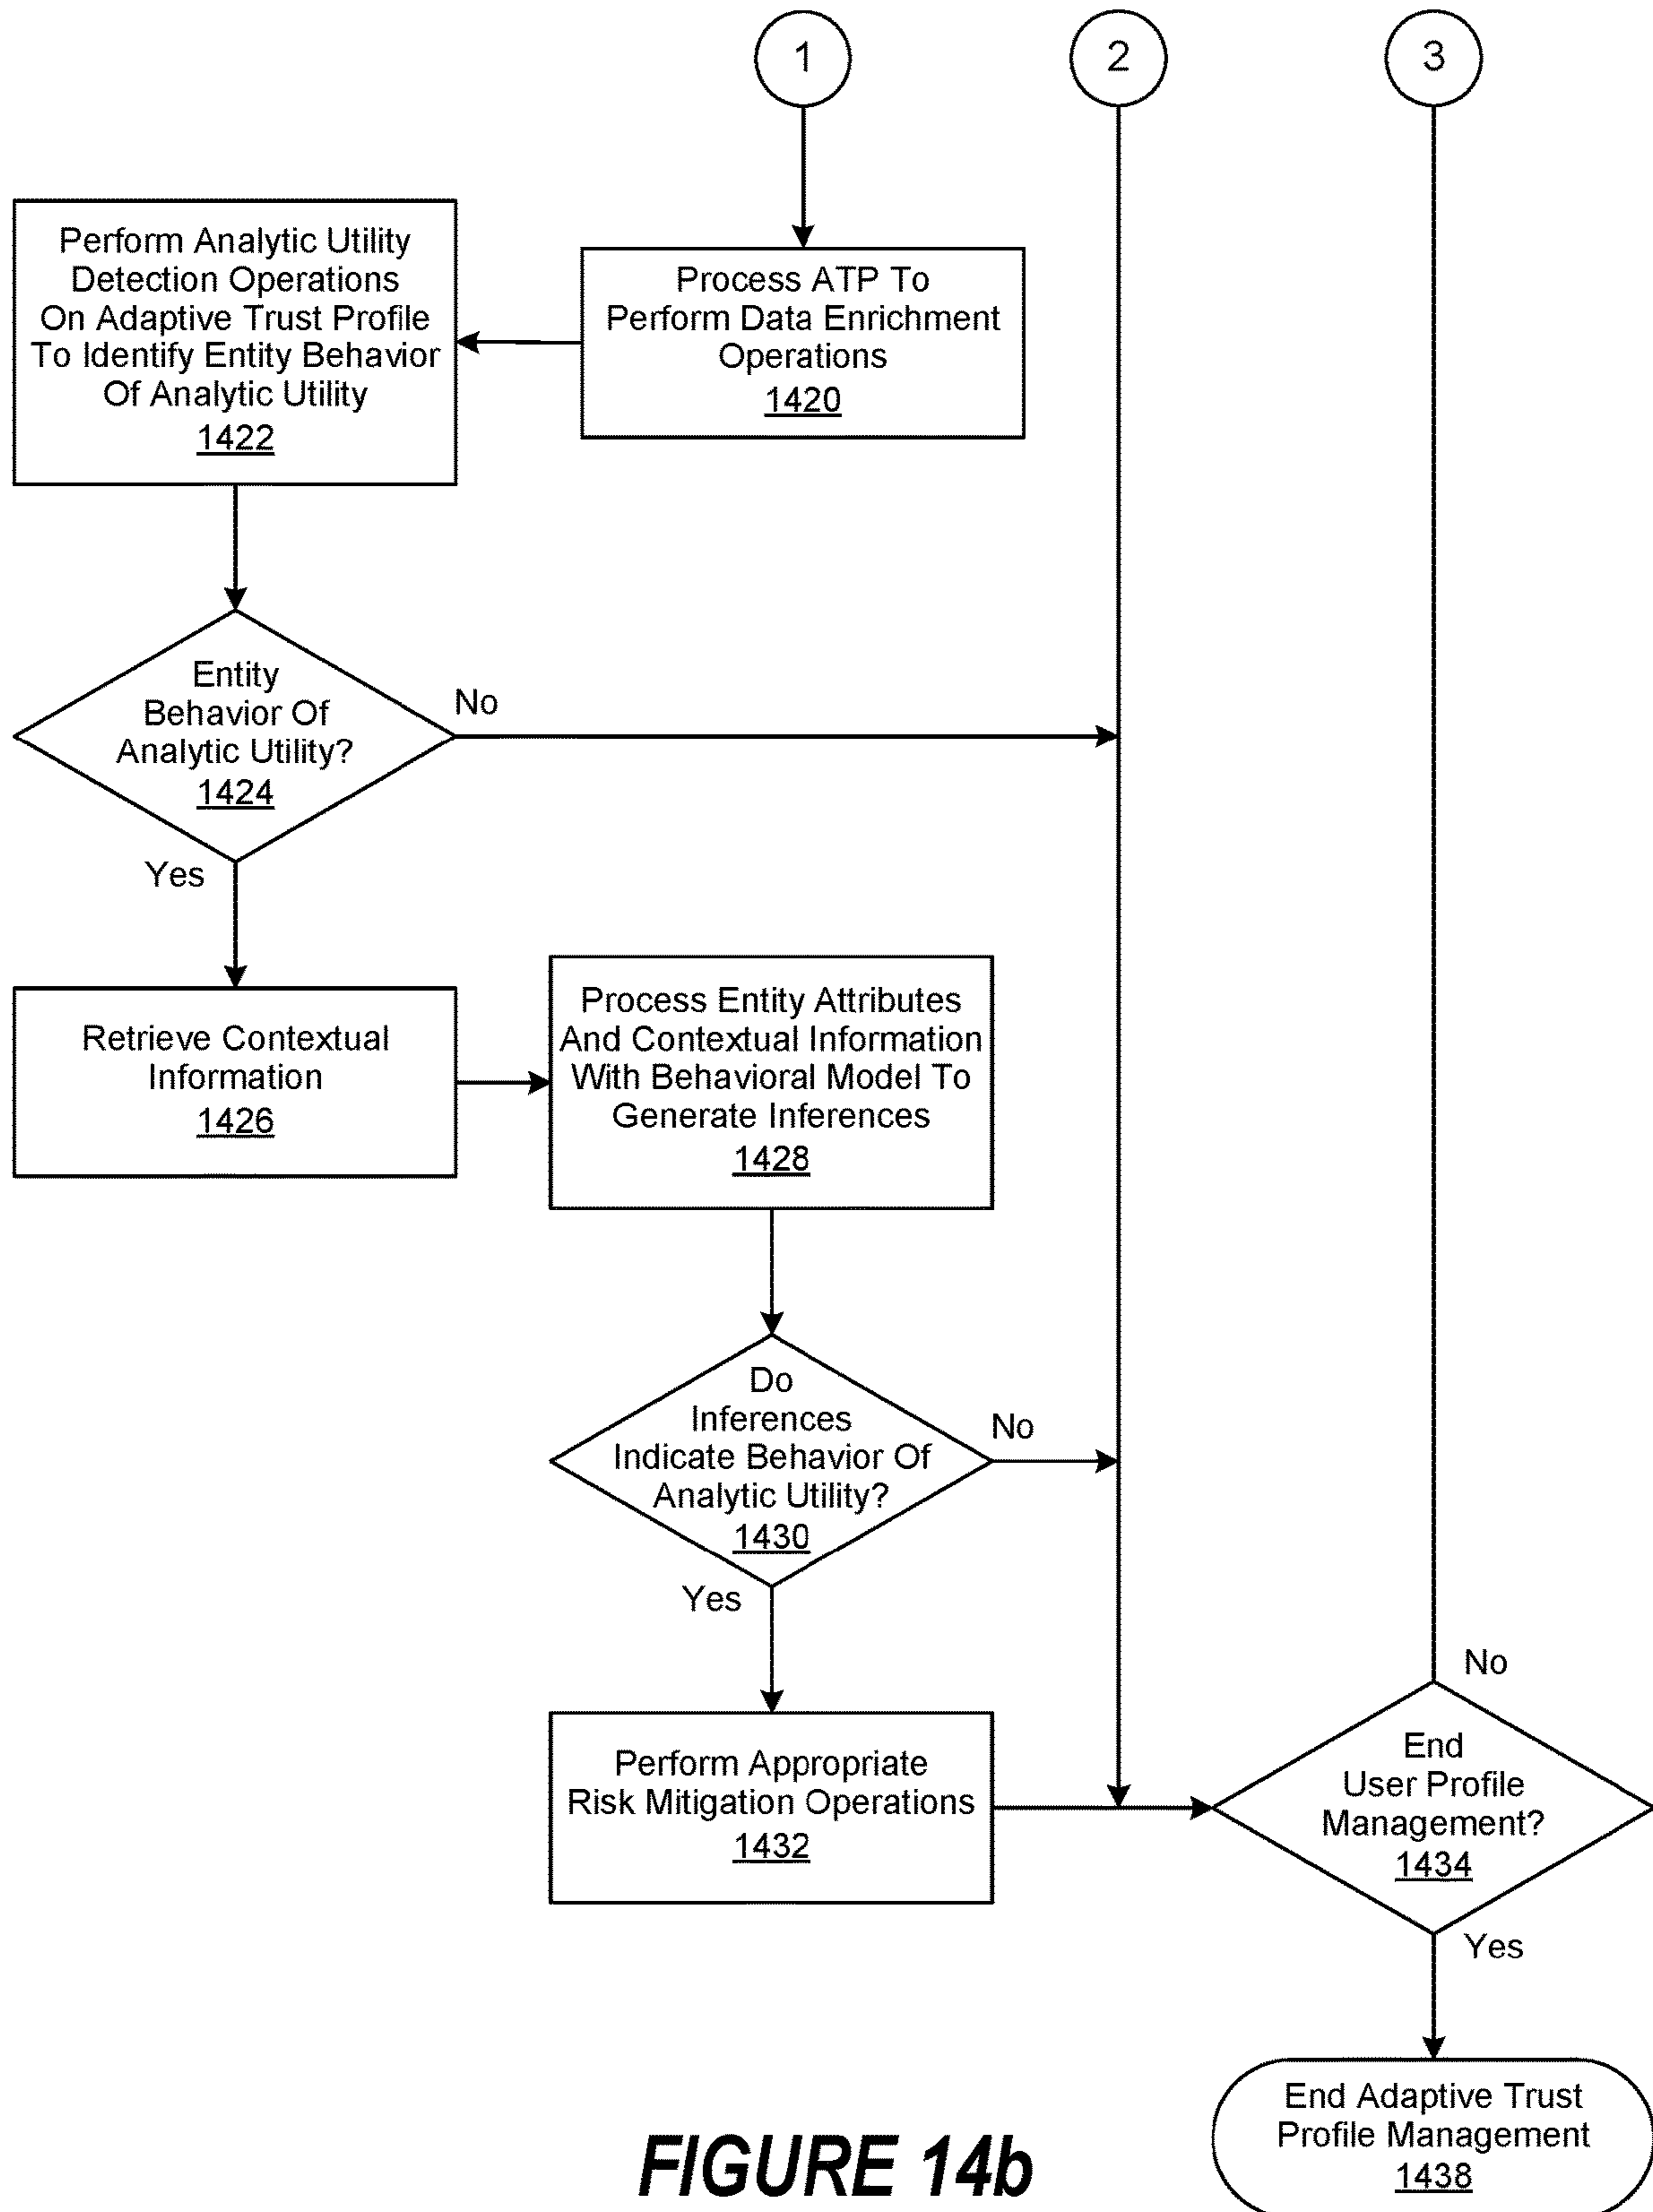 1
2
3
Perform Analytic Utility
Detection Operations
On Adaptive Trust Profile
To Identify Entity Behavior
Of Analytic Utility
1422
Process ATP To
Perform Data Enrichment
Operations
1420
Entity
Behavior Of
Analytic Utility?
1424
No
Yes
Retrieve Contextual
Information
1426
Process Entity Attributes
And Contextual Information
With Behavioral Model To
Generate Inferences
1428
Do
Inferences
Indicate Behavior Of
Analytic Utility?
1430
No
Yes
Perform Appropriate
Risk Mitigation Operations
1432
No
End
User Profile
Management?
1434
Yes
End Adaptive Trust
Profile Management
1438
FIGURE 14b